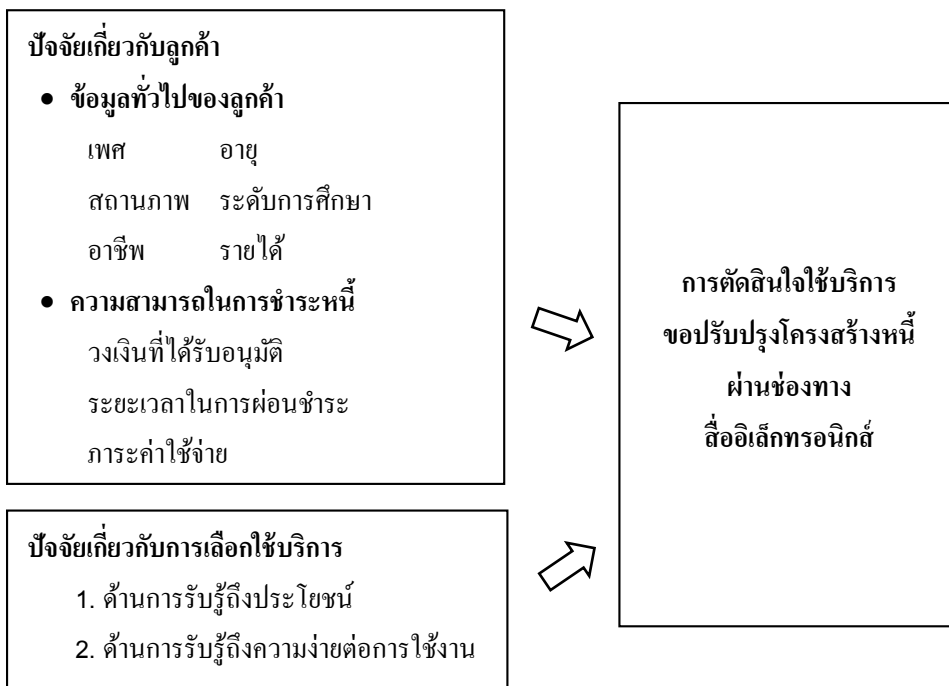 ปัจจัยเกี่ยวกับลูกค้า
• ข้อมูลทั่วไปของลูกค้า
เพศ อายุ
สถานภาพ ระดับการศึกษา
อาชีพ รายได้
• ความสามารถในการชำระหนี้
วงเงินที่ได้รับอนุมัติ
ระยะเวลาในการผ่อนชำระ
ภาระค่าใช้จ่าย
ปัจจัยเกี่ยวกับการเลือกใช้บริการ
1. ด้านการรับรู้ถึงประโยชน์
2. ด้านการรับรู้ถึงความง่ายต่อการใช้งาน
การตัดสินใจใช้บริการ
ขอปรับปรุงโครงสร้างหนี้
ผ่านช่องทาง
สื่ออิเล็กทรอนิกส์